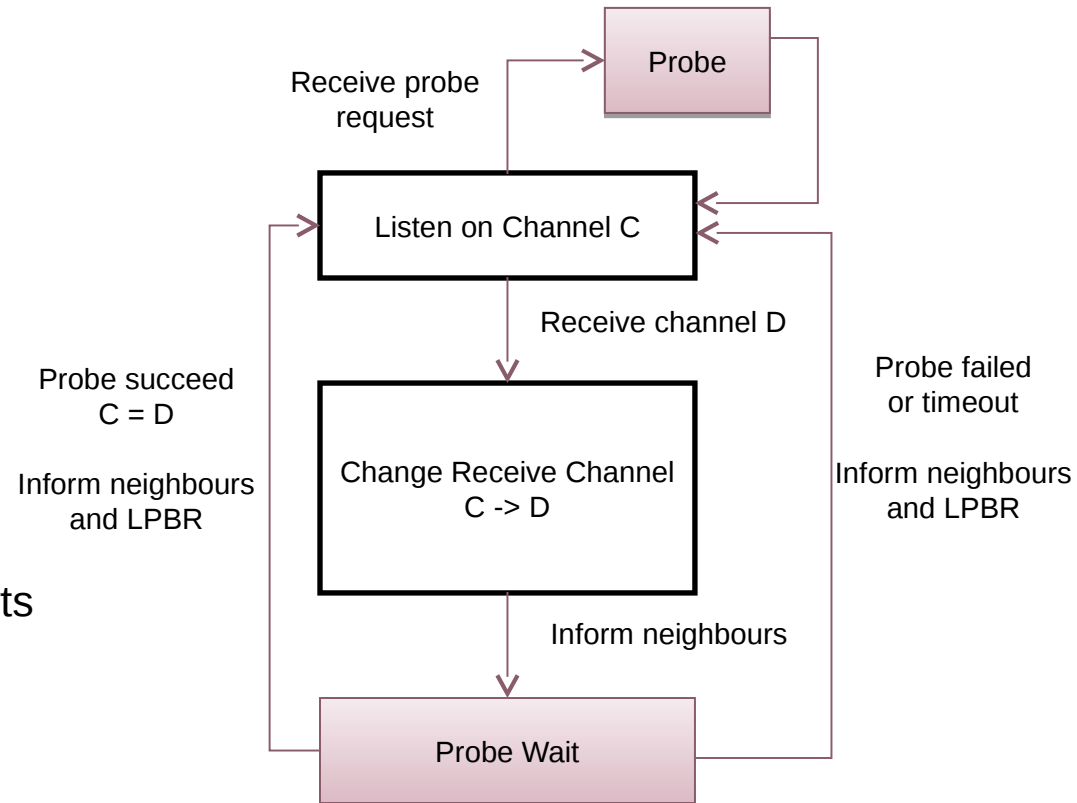 Probe
Receive probe
request
Listen on Channel C
Receive channel D
Probe succeed
C = D
Inform neighbours
and LPBR
Change Receive Channel
C -> D
Probe failed
or timeout
Inform neighbours
and LPBR
ts
Inform neighbours
Probe Wait